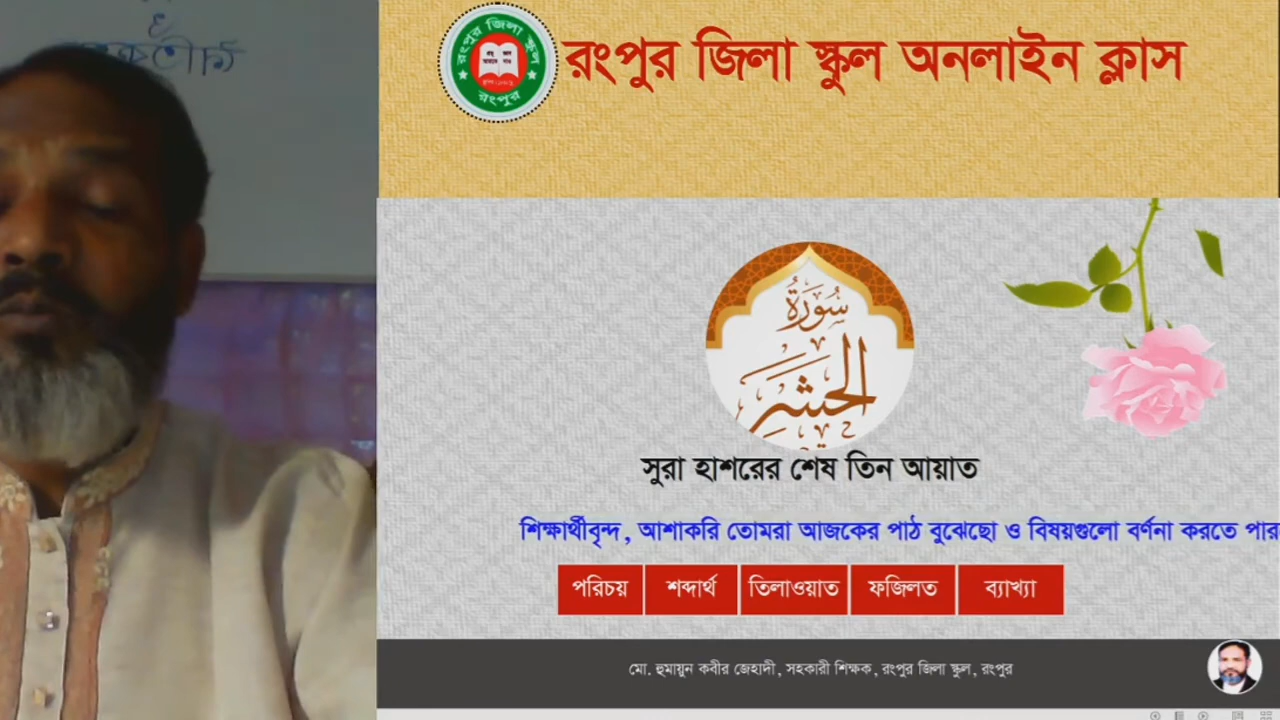 রংপুর জিলা স্কুল
রংপুর
রংপুর জিলা স্কুল অনলাইন ক্লাস
سُورَةُ
الحشر
সুরা হাশরের শেষ তিন আয়াত
শিক্ষার্থীবৃন্দ, আশাকরি তোমরা আজকের পাঠ বুঝেছো ও বিষয়গুলো বর্ণনা করতে পার
পরিচয় শব্দার্থ তিলাওয়াত ফজিলত ব্যাখ্যা
মো. হুমায়ুন কবীর জেহাদী, সহকারী শিক্ষক, রংপুর জিলা স্কুল, রংপুর